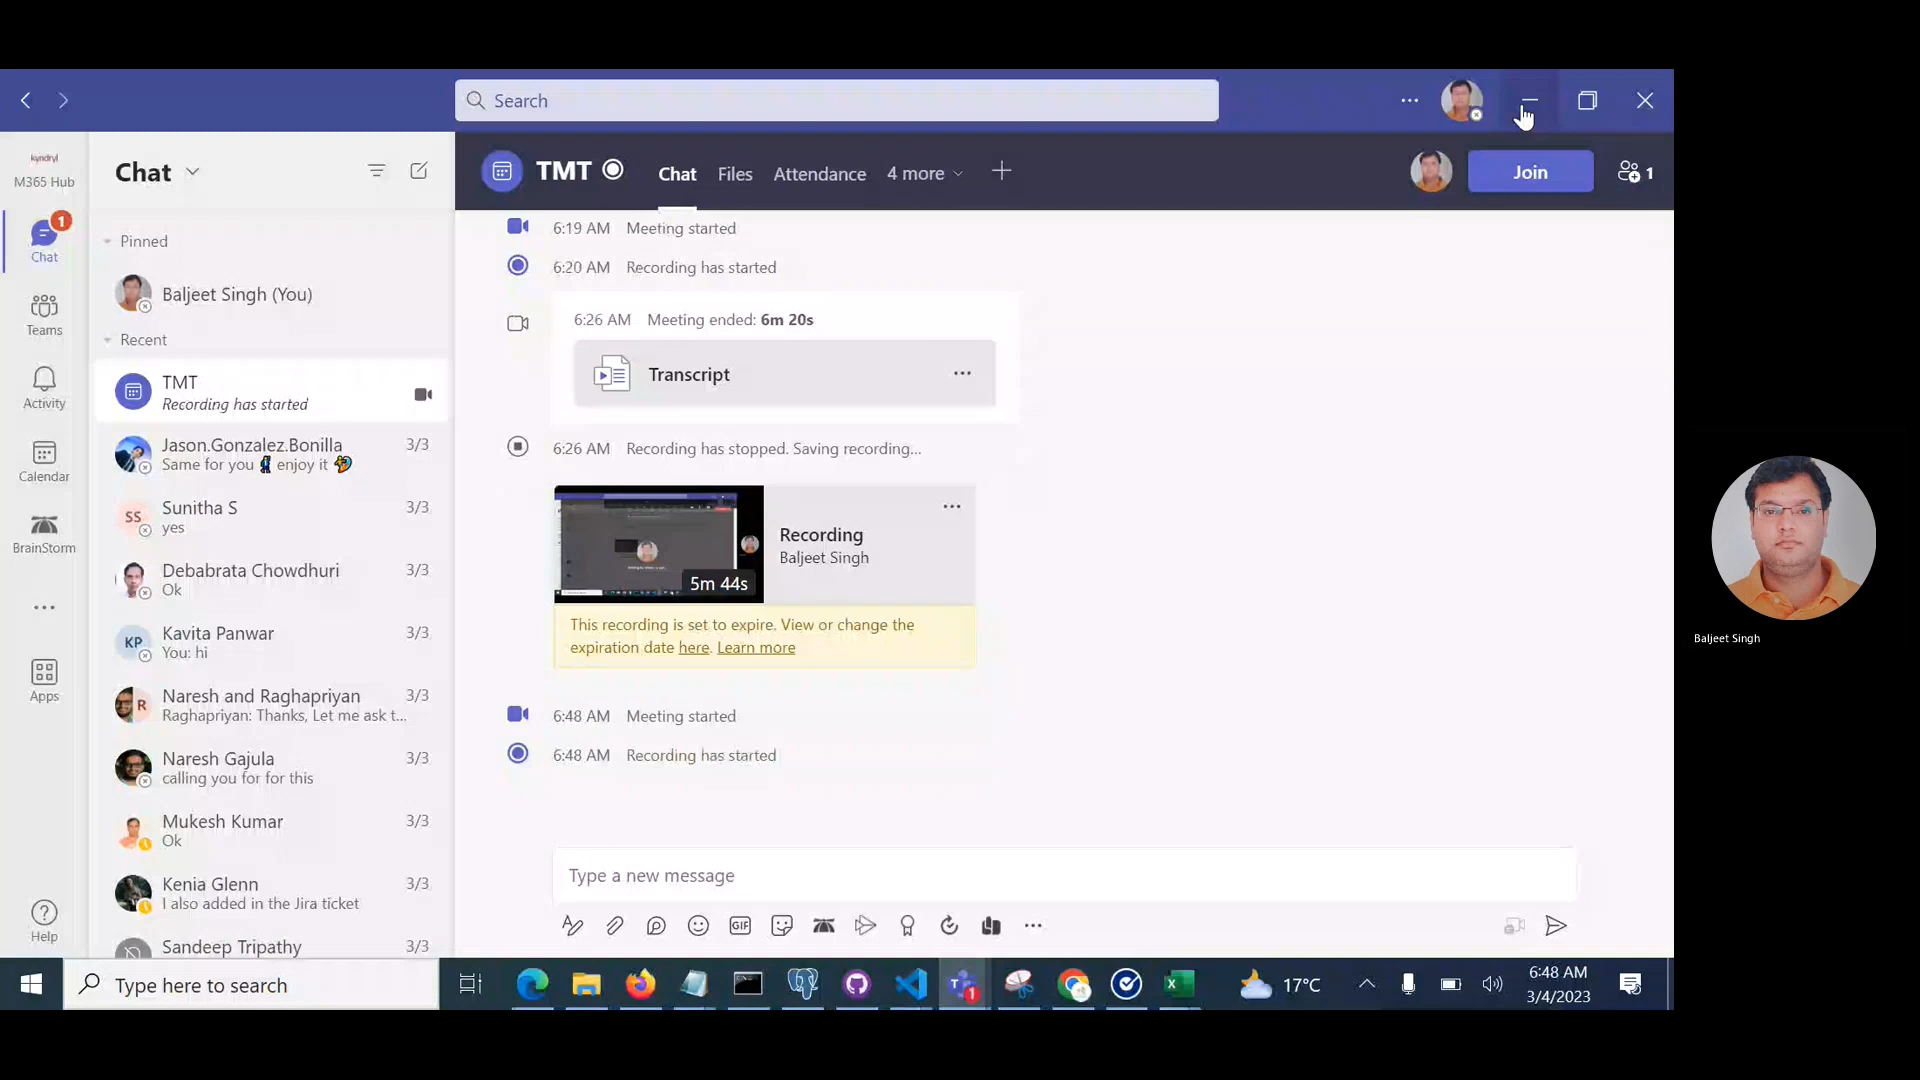 Search
kyndryl
M365 Hub
Chat
1
Chat
Teams
Activity
Calendar
BrainStorm
Apps
Help
Chat
Pinned
Baljeet Singh (You)
Recent
TMT
Recording has started
Jason.Gonzalez.Bonilla 3/3
Same for you enjoy it
SS
Sunitha S 3/3
yes
Debabrata Chowdhuri 3/3
Ok
KP
Kavita Panwar 3/3
You: hi
R
Naresh and Raghapriyan 3/3
Raghapriyan: Thanks, Let me ask t...
Naresh Gajula 3/3
calling you for for this
Mukesh Kumar 3/3
Ok
Kenia Glenn 3/3
I also added in the Jira ticket
Sandeep Tripathy 3/3
TMT Chat Files Attendance 4 more Join 1
6:19 AM Meeting started
6:20 AM Recording has started
6:26 AM Meeting ended: 6m 20s
Transcript
6:26 AM Recording has stopped. Saving recording...
Recording
Baljeet Singh
5m 44s
This recording is set to expire. View or change the
expiration date here. Learn more
6:48 AM Meeting started
6:48 AM Recording has started
Type a new message
GIF
Baljeet Singh
Type here to search
T
1
X
17°C
6:48 AM
3/4/2023